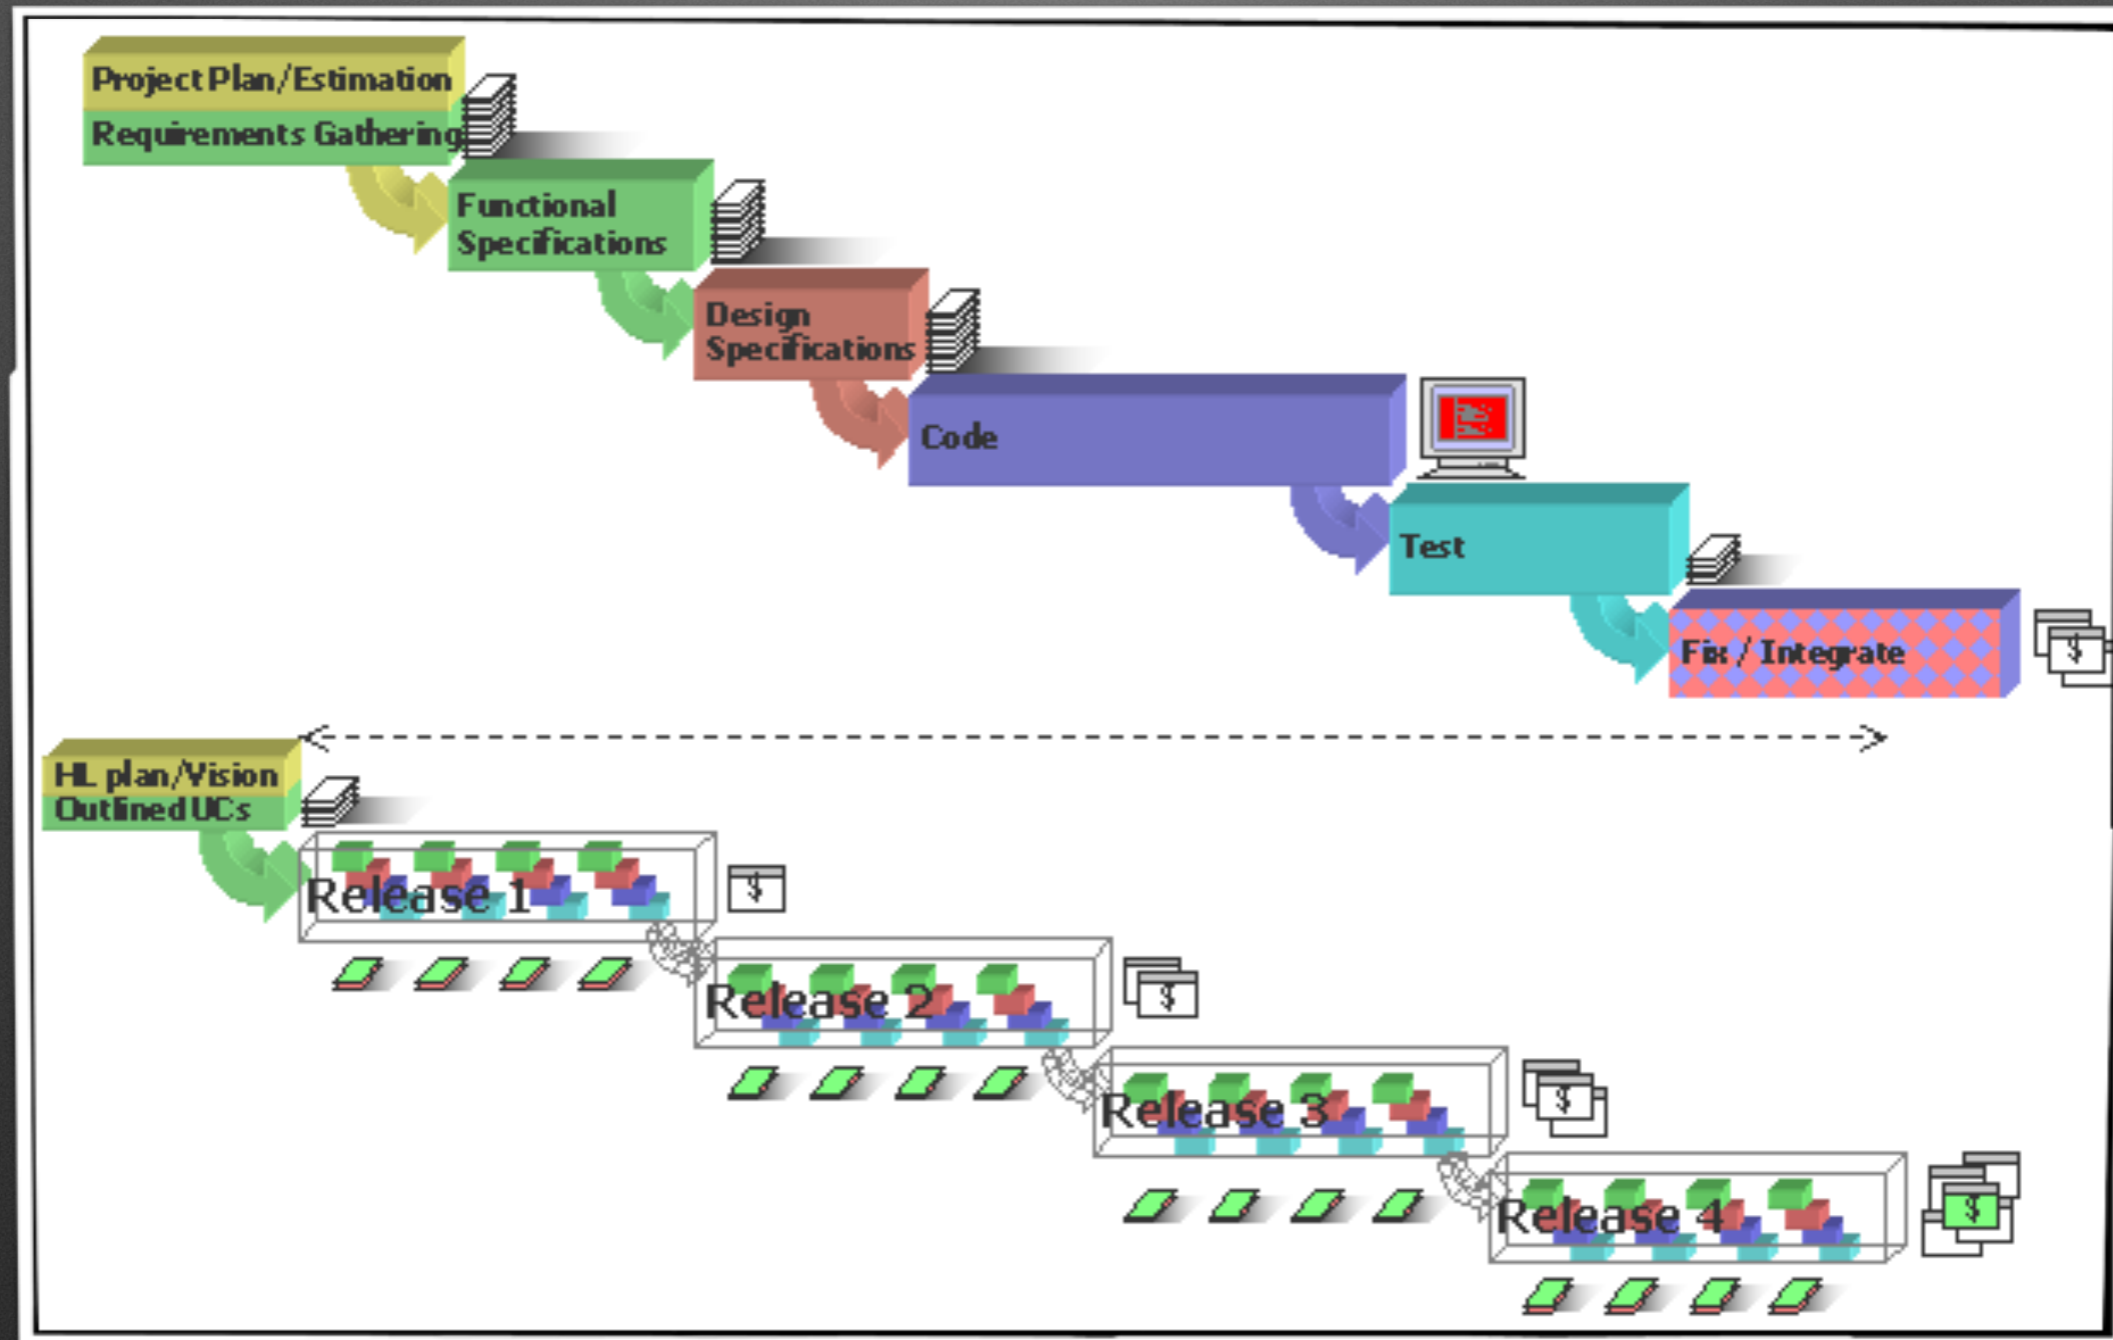 Project Plan/Estimation
Requirements Gathering
Functional
Specifications
Design
Specifications
Code
Test
Fix / Integrate
$
HL plan/Vision
Outlined UCs
Release 1
$
Release 2
$
Release 3
$
Release 4
$